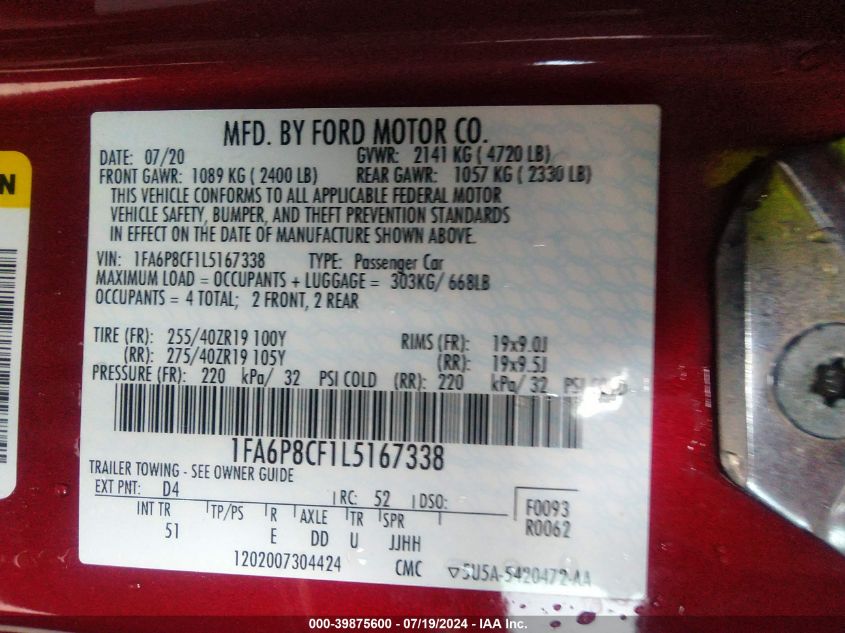 N
MFD. BY FORD MOTOR CO.
DATE: 07/20 GVWR: 2141 KG ( 4720 LB)
FRONT GAWR: 1089 KG ( 2400 LB) REAR GAWR: 1057 KG ( 2330 LB)
THIS VEHICLE CONFORMS TO ALL APPLICABLE FEDERAL MOTOR
VEHICLE SAFETY, BUMPER, AND THEFT PREVENTION STANDARDS
IN EFFECT ON THE DATE OF MANUFACTURE SHOWN ABOVE.
VIN: 1FA6P8CF1L5167338 TYPE: Passenger Car
MAXIMUM LOAD = OCCUPANTS + LUGGAGE = 303KG/ 668LB
OCCUPANTS = 4 TOTAL; 2 FRONT, 2 REAR
TIRE (FR): 255/40ZR19 100Y RIMS (FR): 19x9.0J
(RR): 275/40ZR19 105Y (RR): 19x9.5J
PRESSURE (FR): 220 kPa/ 32 PSI COLD (RR): 220 kPa/ 32 PSI COLD
1FA6P8CF1L5167338
TRAILER TOWING - SEE OWNER GUIDE
EXT PNT: D4 RC: 52 DSO: F0093
INT TR TP/PS R AXLE TR SPR R0062
51 E DD U JJHH
1202007304424 CMC ▽5U5A-5420472-AA
000-39875600 - 07/19/2024 - IAA Inc.